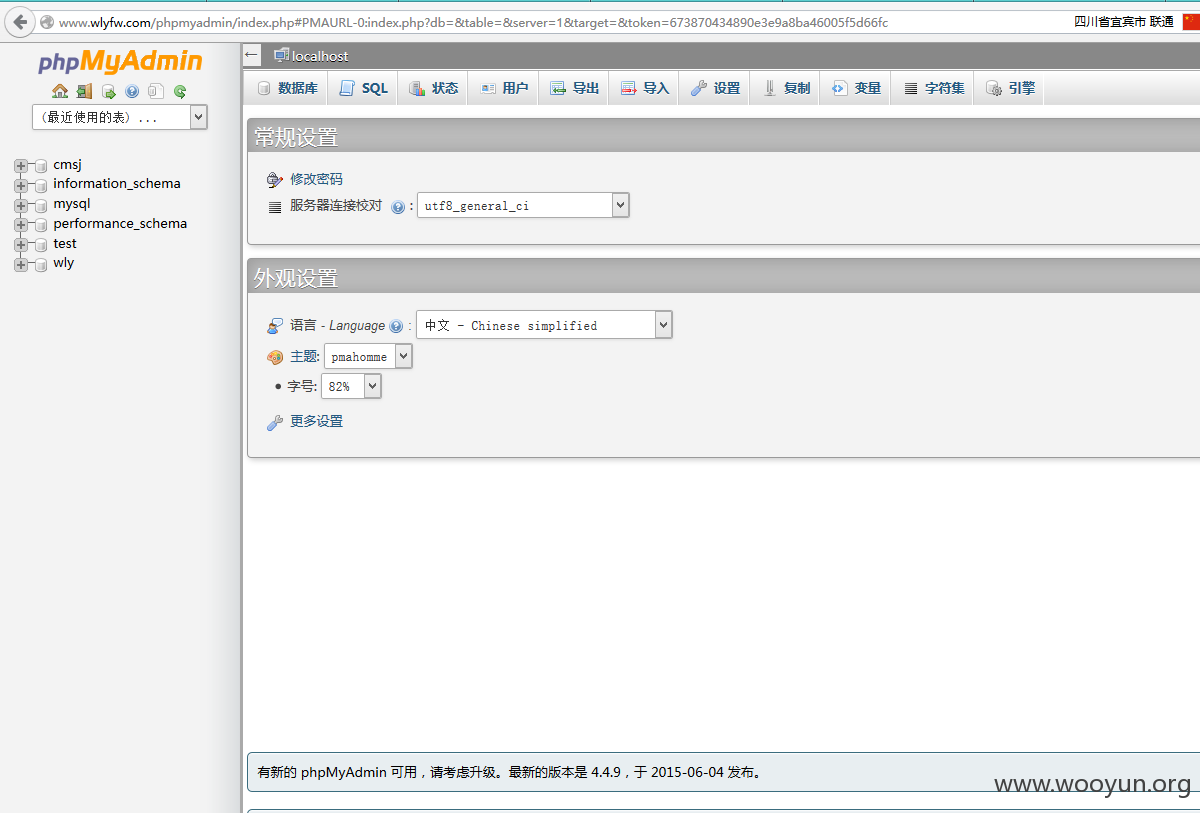 www.wlyfw.com/phpmyadmin/index.php#PMAURL-0:index.php?db=&table=&server=1&target=&token=673870434890e3e9a8ba46005f5d66fc
四川省宜宾市 联通
phpMyAdmin
(最近使用的表) ...
cmsj
information_schema
mysql
performance_schema
test
wly
localhost
数据库 SQL 状态 用户 导出 导入 设置 复制 变量 字符集 引擎
常规设置
修改密码
服务器连接校对 : utf8_general_ci
外观设置
语言 - Language : 中文 - Chinese simplified
主题: pmahomme
字号: 82%
更多设置
有新的 phpMyAdmin 可用，请考虑升级。最新的版本是 4.4.9，于 2015-06-04 发布。
www.wooyun.org